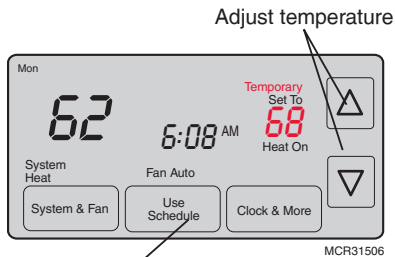 Adjust temperature
Mon
Temporary
Set To
62
6:08 AM
68
Heat On
System
Heat
Fan Auto
System & Fan
Use
Schedule
Clock & More
MCR31506